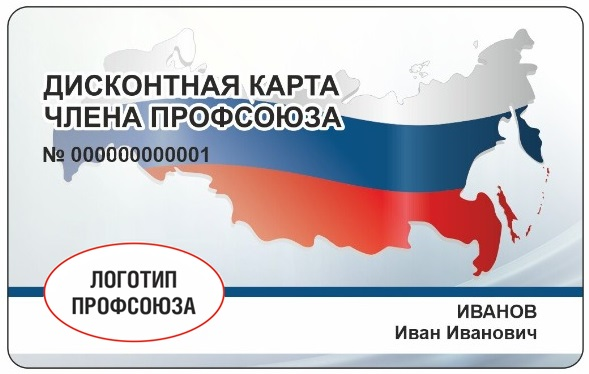 ДИСКОНТНАЯ КАРТА
ЧЛЕНА ПРОФСОЮЗА
№ 000000000001
ЛОГОТИП
ПРОФСОЮЗА
ИВАНОВ
Иван Иванович